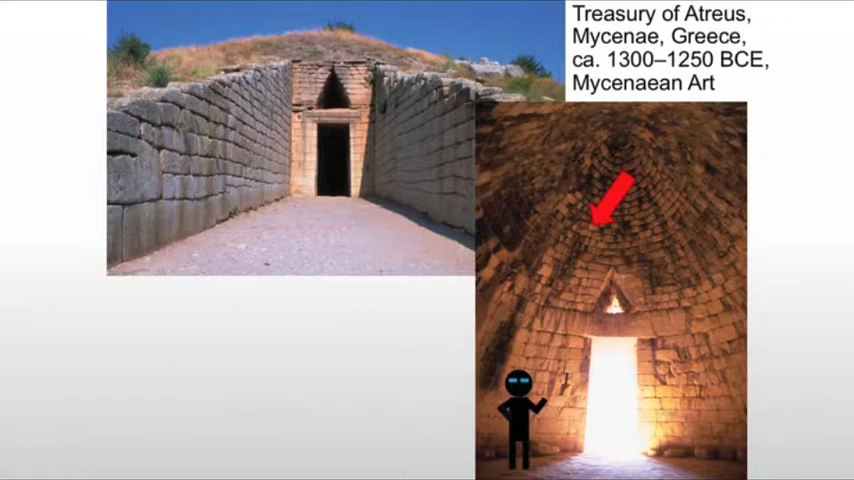 Treasury of Atreus,
Mycenae, Greece,
ca. 1300–1250 BCE,
Mycenaean Art